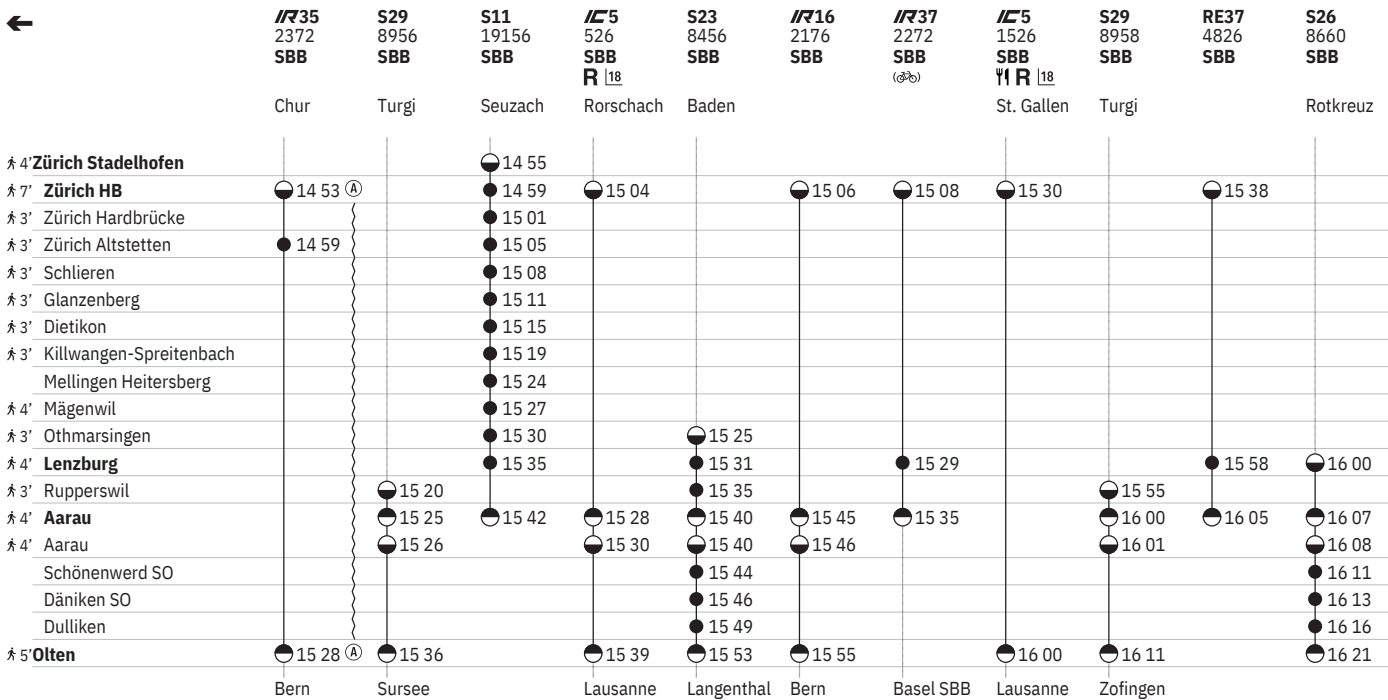 IR35 S29 S11 IC5 S23 IR16 IR37 IC5 S29 RE37 S26
2372 8956 19156 526 8456 2176 2272 1526 8958 4826 8660
SBB SBB SBB SBB SBB SBB SBB SBB SBB SBB SBB
R 18 R 18
Chur Turgi Seuzach Rorschach Baden St. Gallen Turgi Rotkreuz
4’ Zürich Stadelhofen 14 55
7’ Zürich HB 14 53 A 14 59 15 04 15 06 15 08 15 30 15 38
3’ Zürich Hardbrücke 15 01
3’ Zürich Altstetten 14 59 15 05
3’ Schlieren 15 08
3’ Glanzenberg 15 11
3’ Dietikon 15 15
3’ Killwangen-Spreitenbach 15 19
Mellingen Heitersberg 15 24
4’ Mägenwil 15 27
3’ Othmarsingen 15 30 15 25
4’ Lenzburg 15 35 15 31 15 29 15 58 16 00
3’ Rupperswil 15 20 15 35 15 55
4’ Aarau 15 25 15 42 15 28 15 40 15 45 15 35 16 00 16 05 16 07
4’ Aarau 15 26 15 30 15 40 15 46 16 01 16 08
Schönenwerd SO 15 44 16 11
Däniken SO 15 46 16 13
Dulliken 15 49 16 16
5’ Olten 15 28 A 15 36 15 39 15 53 15 55 16 00 16 11 16 21
Bern Sursee Lausanne Langenthal Bern Basel SBB Lausanne Zofingen